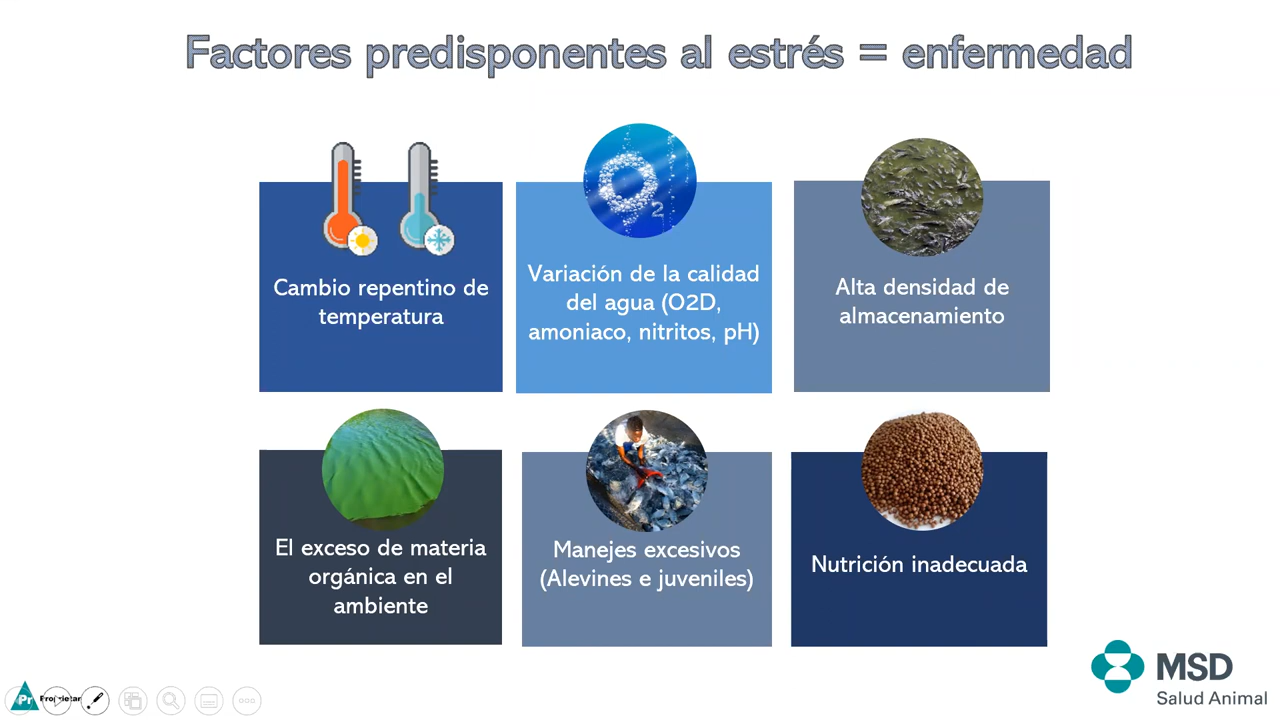 Factores predisponentes al estrés = enfermedad
O2
Cambio repentino de
temperatura
Variación de la calidad
del agua (O2D,
amoniaco, nitritos, pH)
Alta densidad de
almacenamiento
El exceso de materia
orgánica en el
ambiente
Manejes excesivos
(Alevines e juveniles)
Nutrición inadecuada
MSD
Salud Animal
Pr